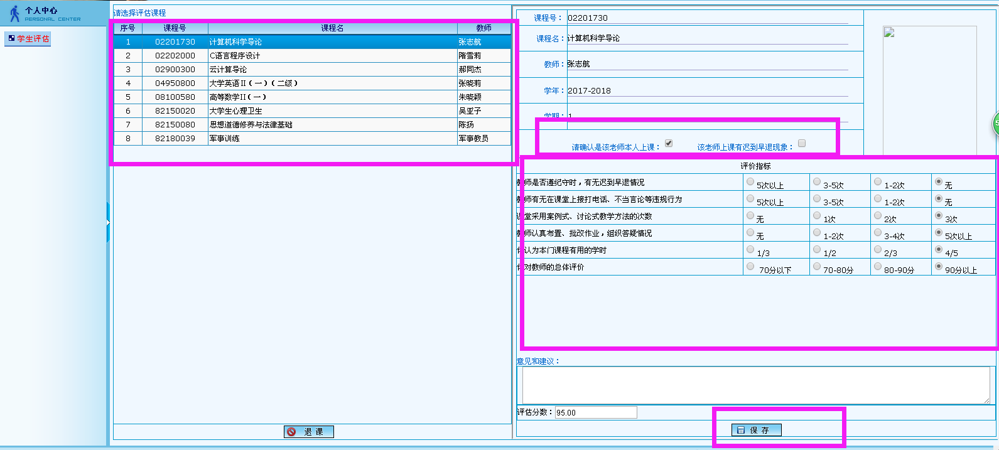 个人中心
PERSONAL CENTER
学生评估
请选择评估课程
序号 课程号 课程名 教师
1 02201730 计算机科学导论 张志航
2 02202000 C语言程序设计 隋雪莉
3 02900300 云计算导论 郝同杰
4 04950800 大学英语II(一)(二级) 张晓莉
5 08100580 高等数学II(一) 朱晓颖
6 82150020 大学生心理卫生 吴亚子
7 82150080 思想道德修养与法律基础 陈扬
8 82180039 军事训练 军事教员
退 课
课程号: 02201730
课程名: 计算机科学导论
教师: 张志航
学年: 2017-2018
学期: 1
请确认是该老师本人上课: 该老师上课有迟到早退现象:
评价指标
教师是否遵纪守时,有无迟到早退情况 5次以上 3-5次 1-2次 无
教师有无在课堂上接打电话、不当言论等违规行为 5次以上 3-5次 1-2次 无
课堂采用案例式、讨论式教学方法的次数 无 1次 2次 3次
教师认真布置、批改作业,组织答疑情况 无 1-2次 3-4次 5次以上
你认为本门课程有用的学时 1/3 1/2 2/3 4/5
你对教师的总体评价 70分以下 70-80分 80-90分 90分以上
意见和建议:
评估分数: 95.00
保 存